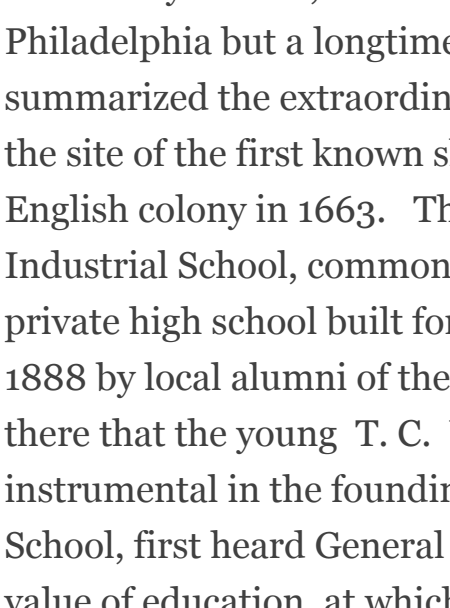 Philadelphia but a longtime
summarized the extraordin
the site of the first known s
English colony in 1663. Th
Industrial School, common
private high school built for
1888 by local alumni of the
there that the young T. C.
instrumental in the foundin
School, first heard General
value of education, at which